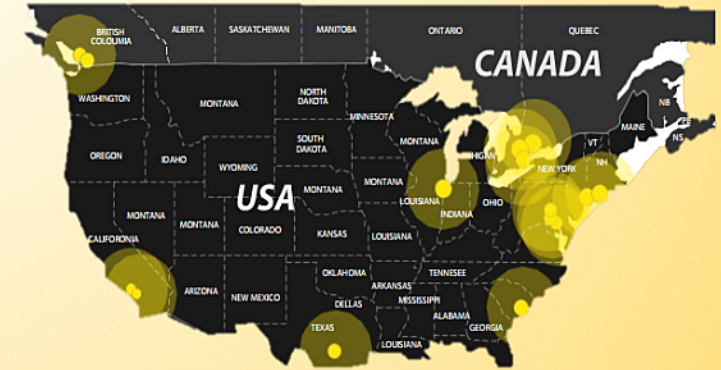 BRITISH
COLOUMIA
ALBERTA
SASKATCHEWAN
MANITOBA
ONTARIO
QUEBEC
CANADA
WASHINGTON
MONTANA
NORTH
DAKOTA
MINNESOTA
NB
PE
NS
MAINE
OREGON
IDAHO
WYOMING
SOUTH
DAKOTA
MONTANA
HIGAN
VT
NH
NEW YORK
USA
MONTANA
MONTANA
LOUISIANA
INDIANA
OHIO
CALIFORONIA
MONTANA
MONTANA
COLORADO
KANSAS
LOUISIANA
ARIZONA
NEW MEXICO
OKLAHOMA
ARKANSAS
TENNESEE
DELLAS
MISSISSIPPI
ALABAMA
GEORGIA
TEXAS
LOUISIANA